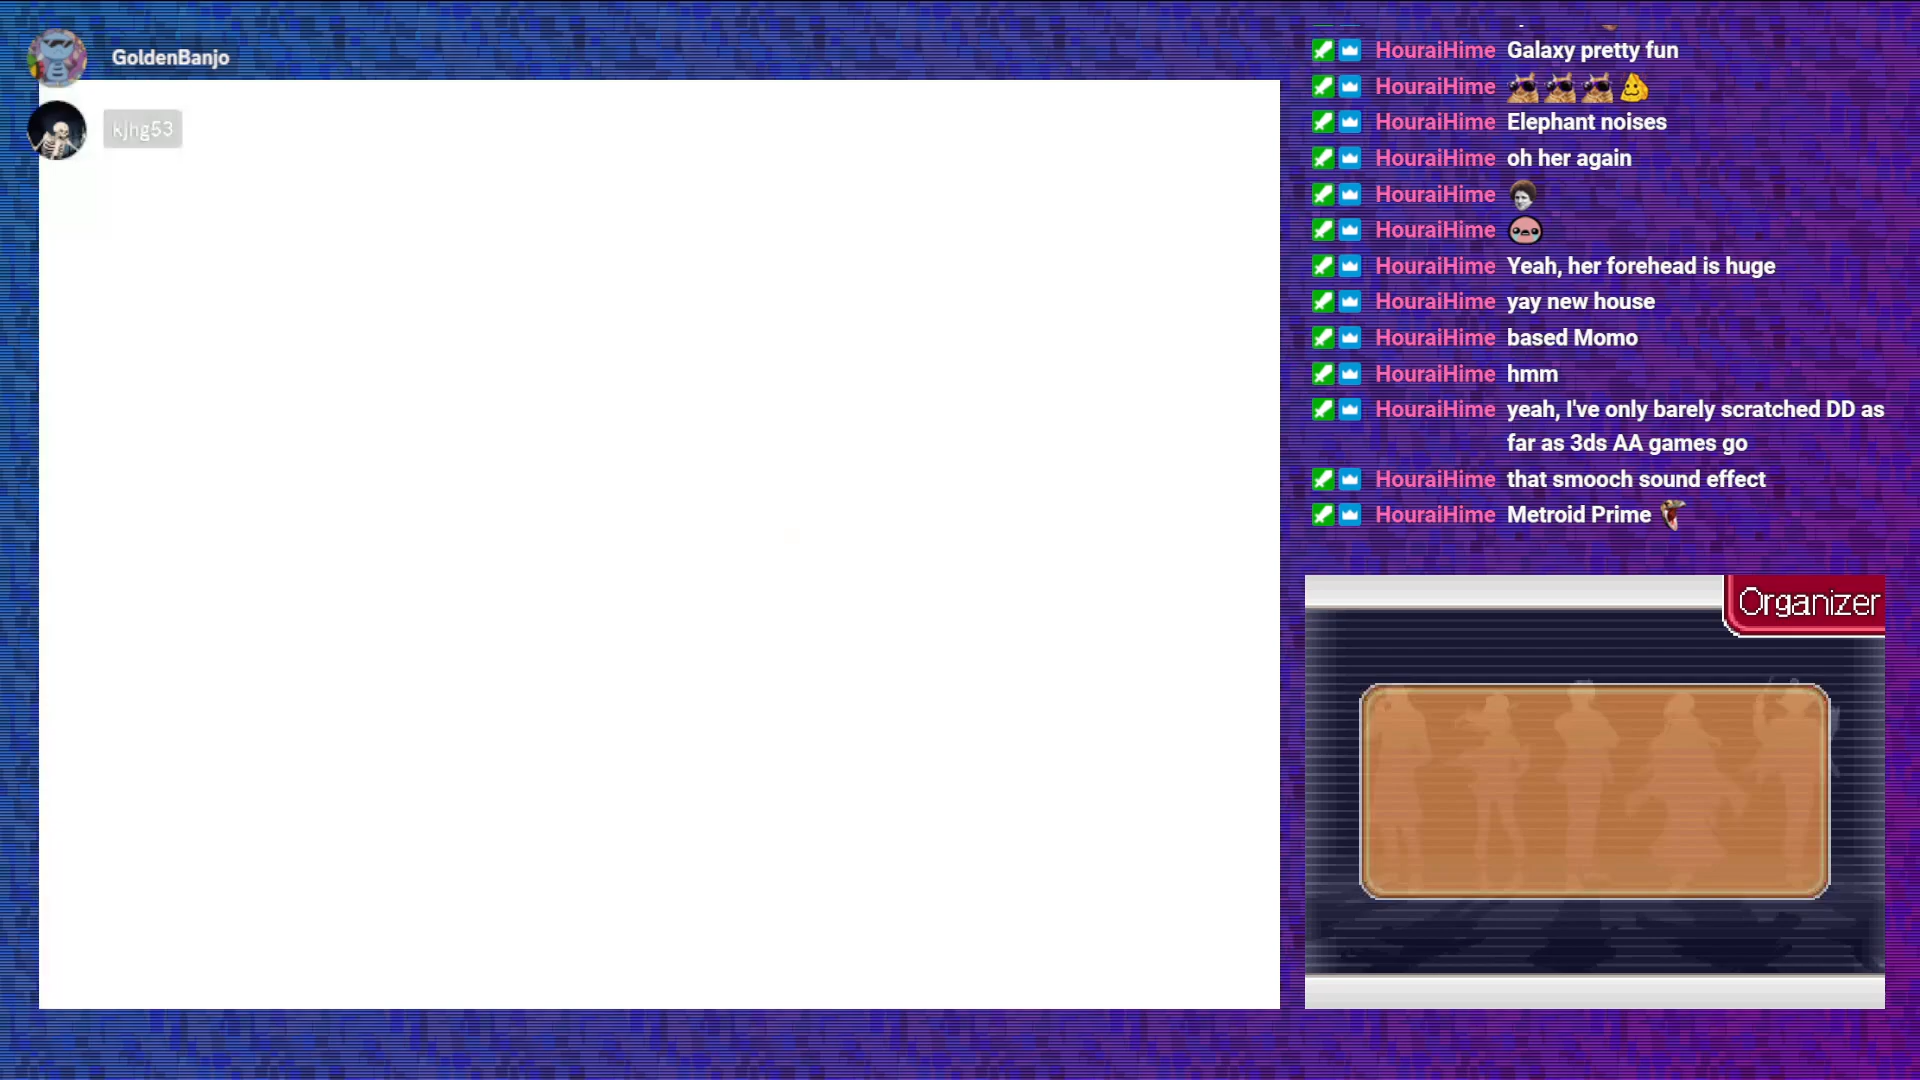 GoldenBanjo
kjhg53
HouraiHime Galaxy pretty fun
HouraiHime
HouraiHime Elephant noises
HouraiHime oh her again
HouraiHime
HouraiHime
HouraiHime Yeah, her forehead is huge
HouraiHime yay new house
HouraiHime based Momo
HouraiHime hmm
HouraiHime yeah, I've only barely scratched DD as
far as 3ds AA games go
HouraiHime that smooch sound effect
HouraiHime Metroid Prime
Organizer